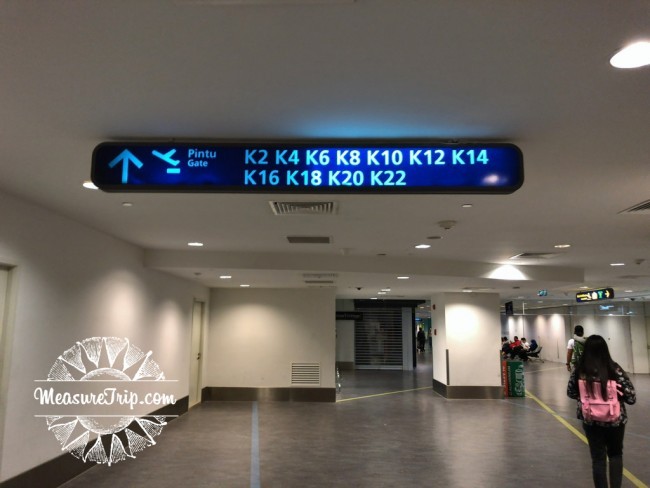 Pintu
Gate
K2 K4 K6 K8 K10 K12 K14
K16 K18 K20 K22
MeasureTrip.com